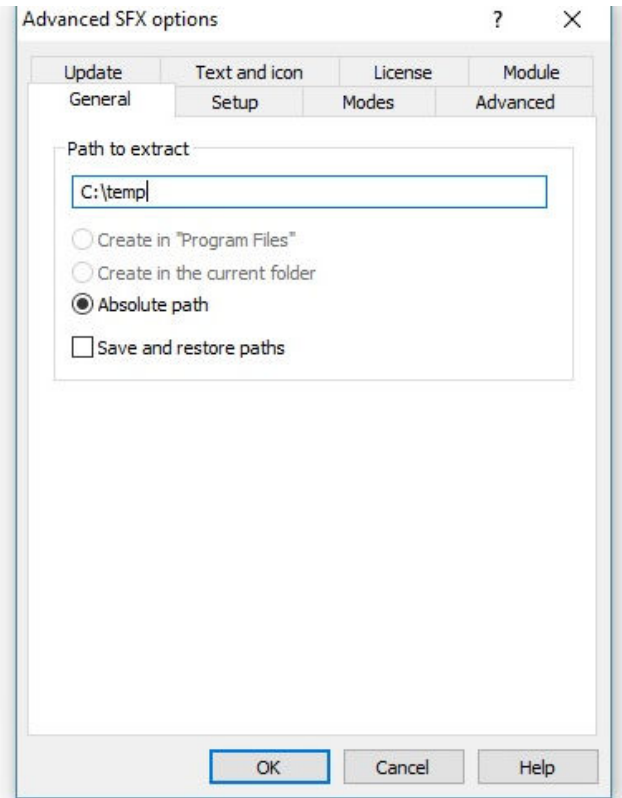 Advanced SFX options ? ×
Update Text and icon License Module
General Setup Modes Advanced
Path to extract
C:\temp
Create in "Program Files"
Create in the current folder
Absolute path
Save and restore paths
OK Cancel Help